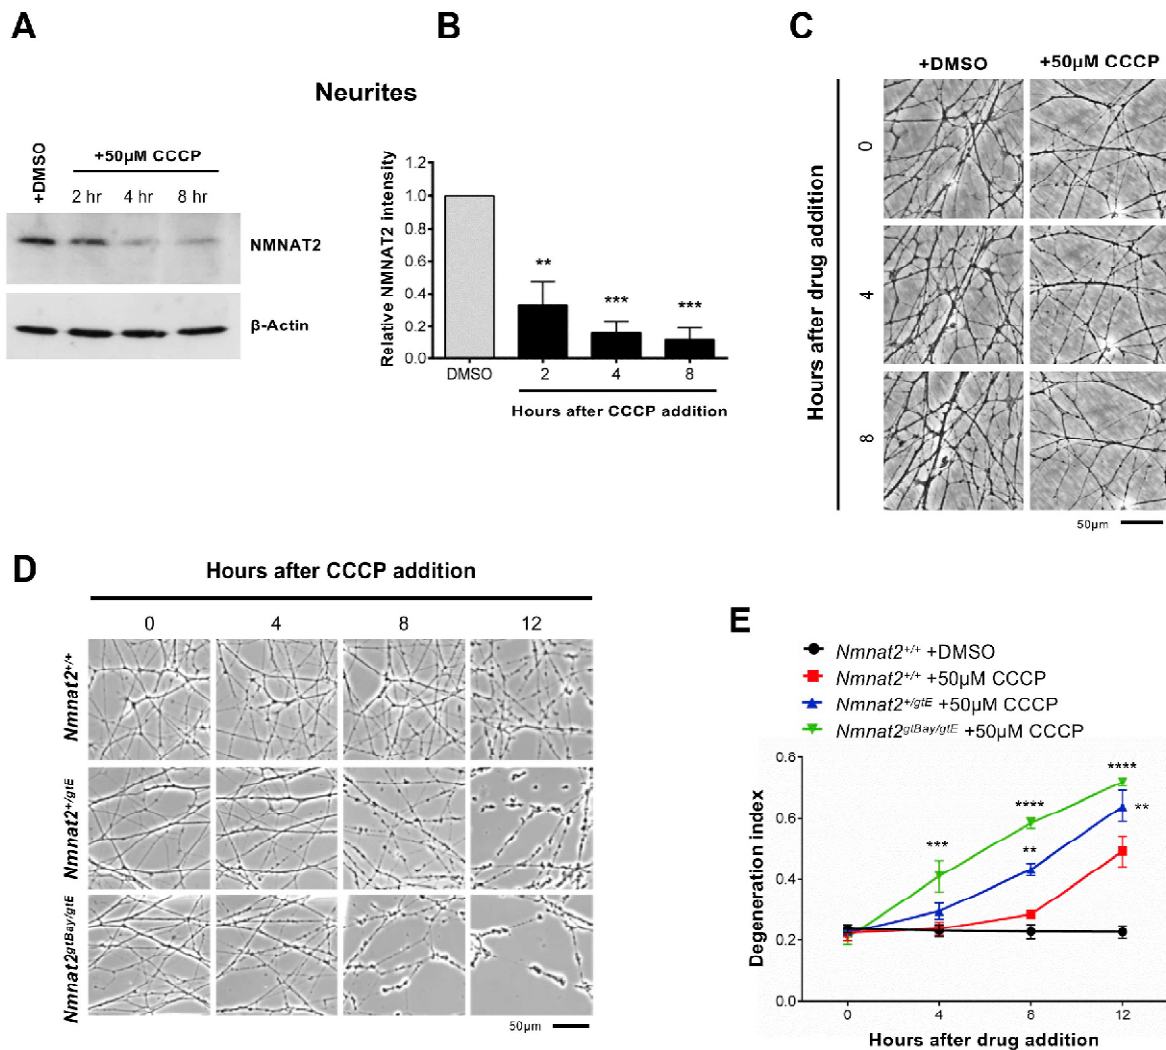 A
B
C
Neurites
+DMSO
+50µM CCCP
2 hr 4 hr 8 hr
NMNAT2
β-Actin
Relative NMNAT2 intensity
1.2
1.0
0.8
0.6
0.4
0.2
0.0
**
***
***
DMSO
2
4
8
Hours after CCCP addition
+DMSO +50µM CCCP
Hours after drug addition
0
4
8
50µm
D
Hours after CCCP addition
0 4 8 12
Nmnat2+/+
Nmnat2+/gtE
Nmnat2gtBay/gtE
50µm
E
Nmnat2+/+ +DMSO
Nmnat2+/+ +50µM CCCP
Nmnat2+/gtE +50µM CCCP
Nmnat2gtBay/gtE +50µM CCCP
Degeneration index
0.8
0.6
0.4
0.2
0.0
***
****
**
****
**
0 4 8 12
Hours after drug addition